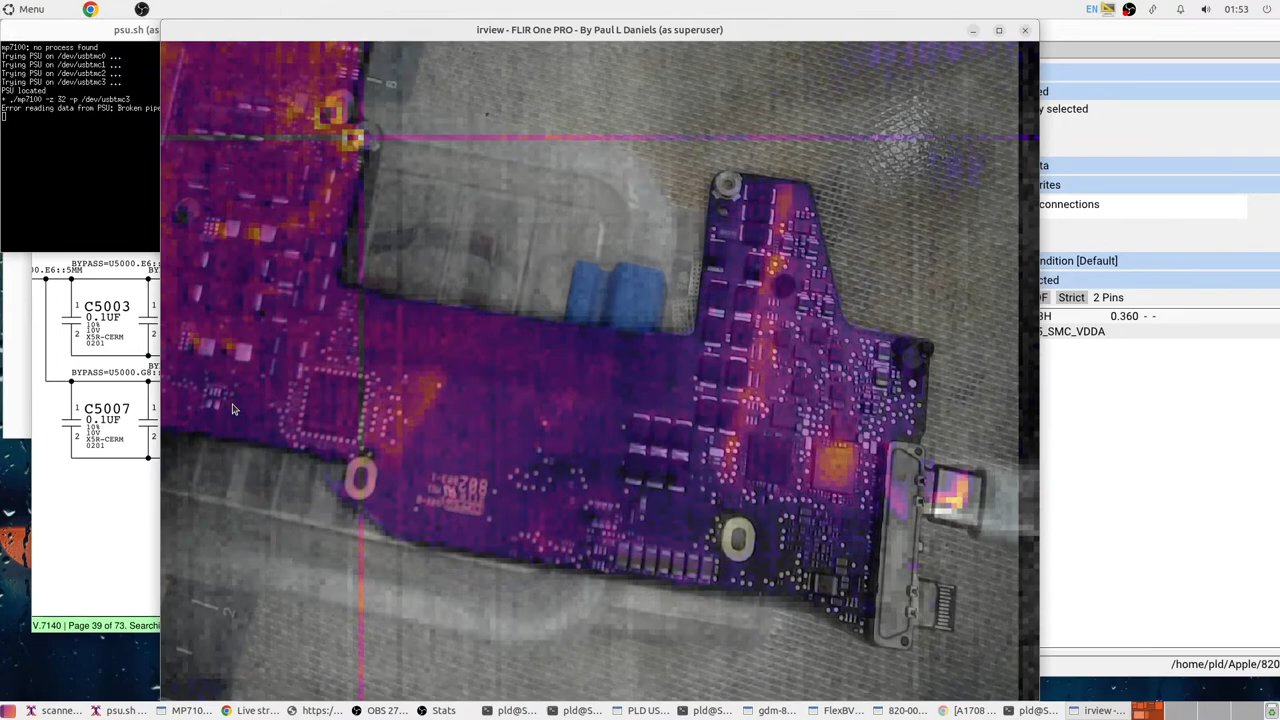 Menu
EN
01:53
psu.sh (as
irview - FLIR One PRO - By Paul L Daniels (as superuser)
mp7100: no process found
Trying PSU on /dev/usbtmc0 ...
Trying PSU on /dev/usbtmc1 ...
Trying PSU on /dev/usbtmc2 ...
Trying PSU on /dev/usbtmc3 ...
PSU located
+ ./mp7100 -z 32 -p /dev/usbtmc3
Error reading data from PSU: Broken pipe
BYPASS=U5000.E6::5MM
00.E6::5MM
C5003
0.1UF
10%
10V
X5R-CERM
0201
BYPASS=U5000.G8::
C5007
0.1UF
10%
10V
X5R-CERM
0201
V.7140 | Page 39 of 73. Searchi
y selected
connections
ondition [Default]
Strict
2 Pins
0.360 - -
5_SMC_VDDA
/home/pld/Apple/820
scanne...
psu.sh ...
MP710...
Live str...
https:/...
OBS 27...
Stats
pld@S...
pld@S...
PLD US...
pld@S...
gdm-8...
FlexBV...
820-00...
[A1708 ...
pld@S...
irview -...